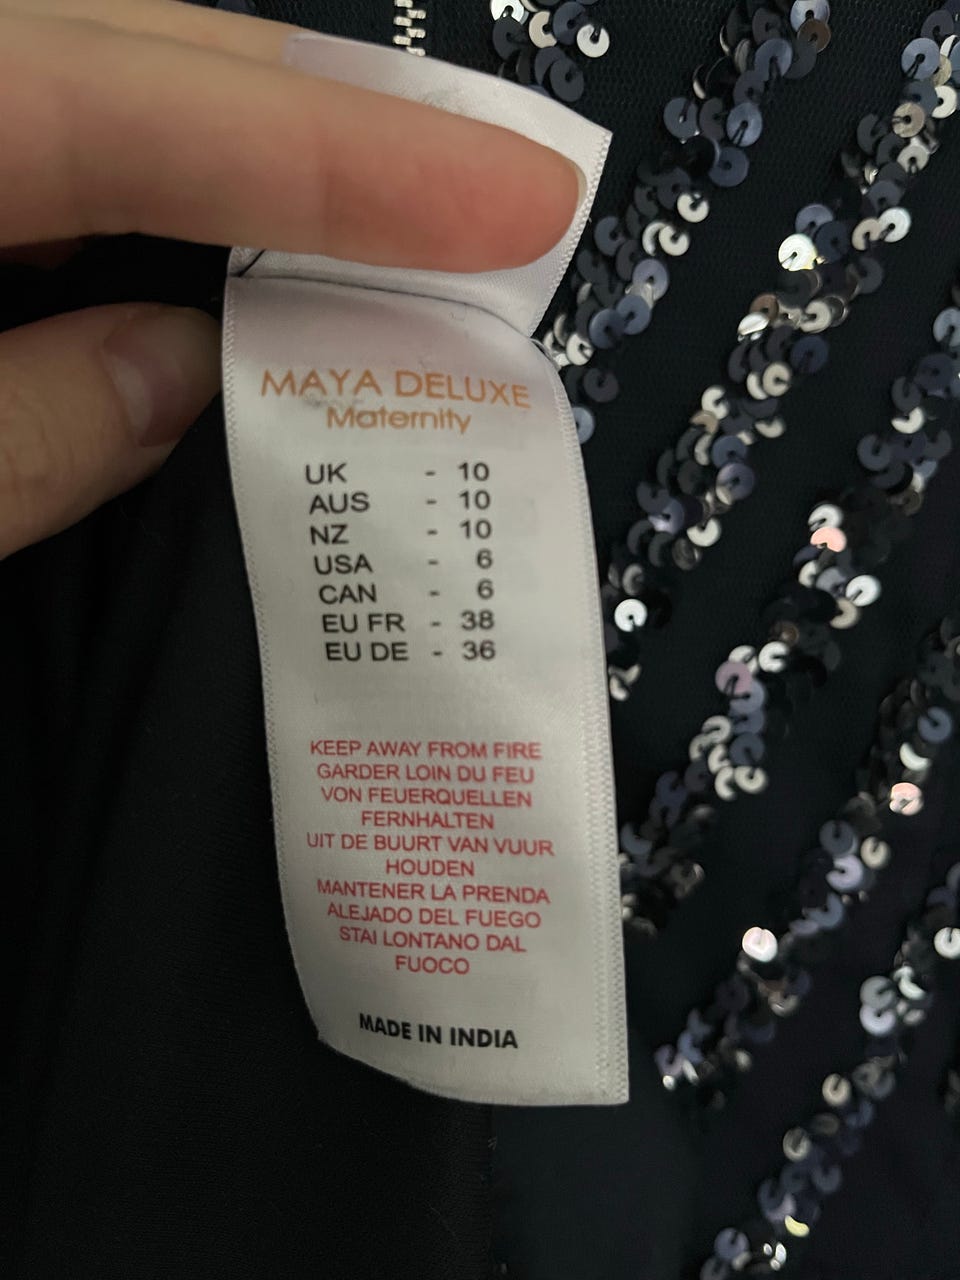 MAYA DELUXE
Maternity
UK - 10
AUS - 10
NZ - 10
USA - 6
CAN - 6
EU FR - 38
EU DE - 36
KEEP AWAY FROM FIRE
GARDER LOIN DU FEU
VON FEUERQUELLEN
FERNHALTEN
UIT DE BUURT VAN VUUR
HOUDEN
MANTENER LA PRENDA
ALEJADO DEL FUEGO
STAI LONTANO DAL
FUOCO
MADE IN INDIA